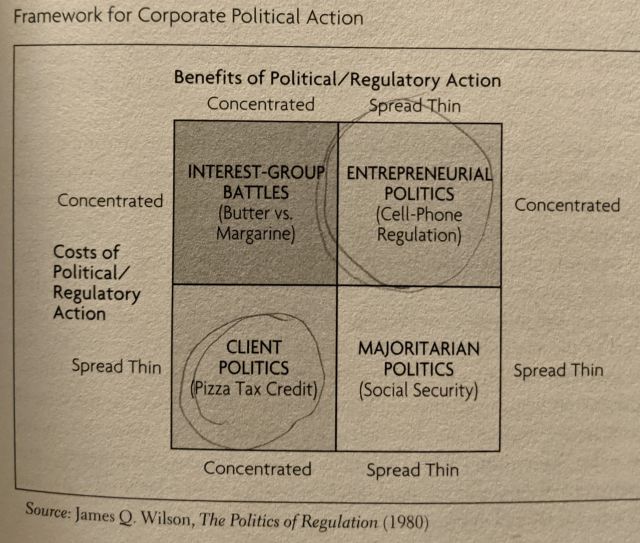 Framework for Corporate Political Action
Benefits of Political/Regulatory Action
Concentrated Spread Thin
INTEREST-GROUP
BATTLES
(Butter vs.
Margarine)
ENTREPRENEURIAL
POLITICS
(Cell-Phone
Regulation)
Concentrated
Concentrated
Costs of
Political/
Regulatory
Action
Spread Thin
CLIENT
POLITICS
(Pizza Tax Credit)
MAJORITARIAN
POLITICS
(Social Security)
Spread Thin
Concentrated Spread Thin
Source: James Q. Wilson, The Politics of Regulation (1980)